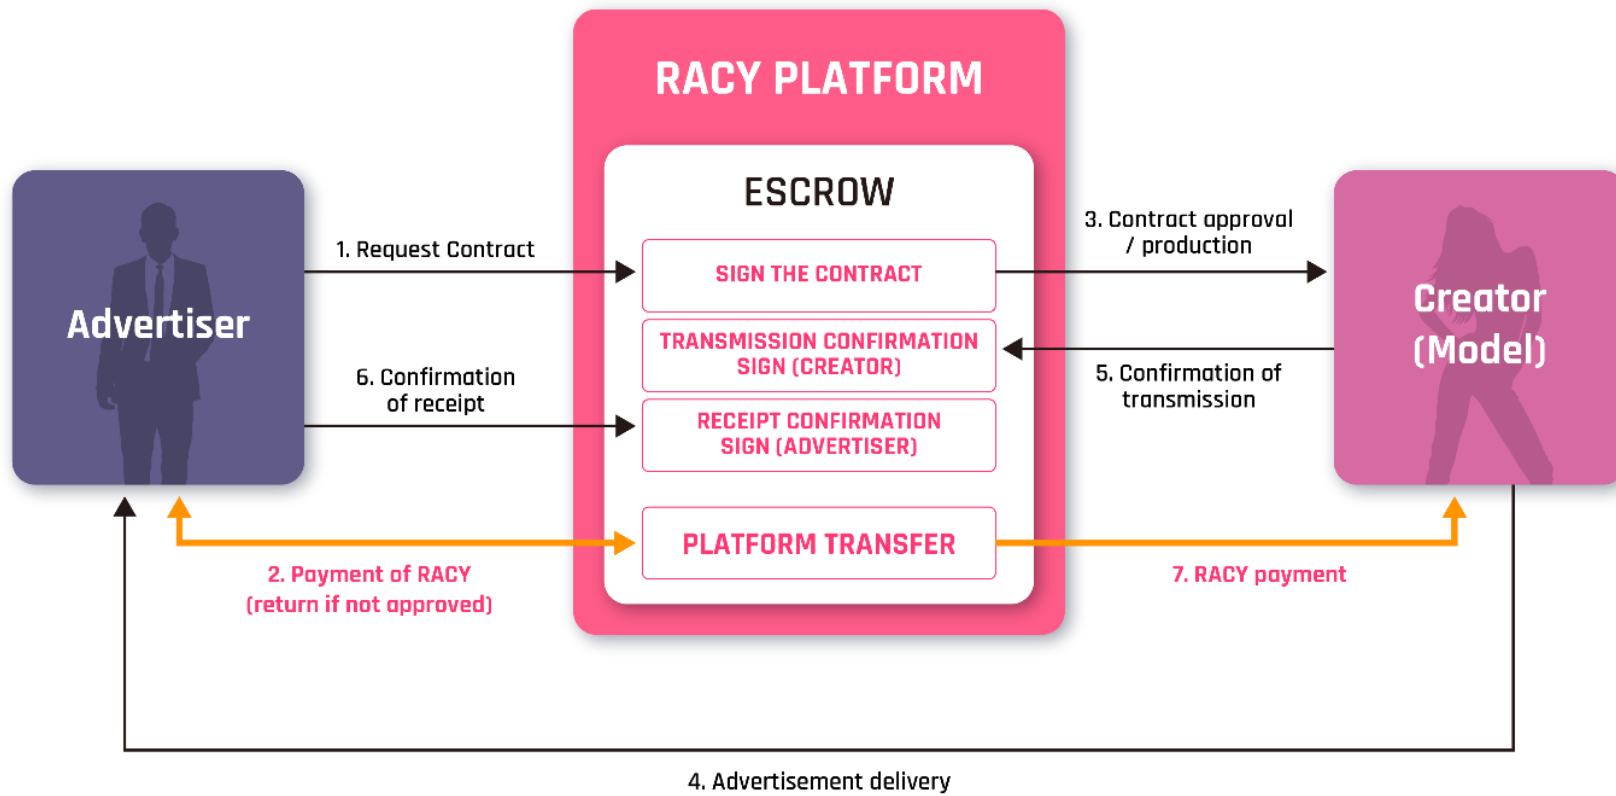 RACY PLATFORM
ESCROW
Advertiser
1. Request Contract
SIGN THE CONTRACT
3. Contract approval
/ production
Creator
(Model)
TRANSMISSION CONFIRMATION
SIGN (CREATOR)
5. Confirmation of
transmission
6. Confirmation
of receipt
RECEIPT CONFIRMATION
SIGN (ADVERTISER)
PLATFORM TRANSFER
2. Payment of RACY
(return if not approved)
7. RACY payment
4. Advertisement delivery